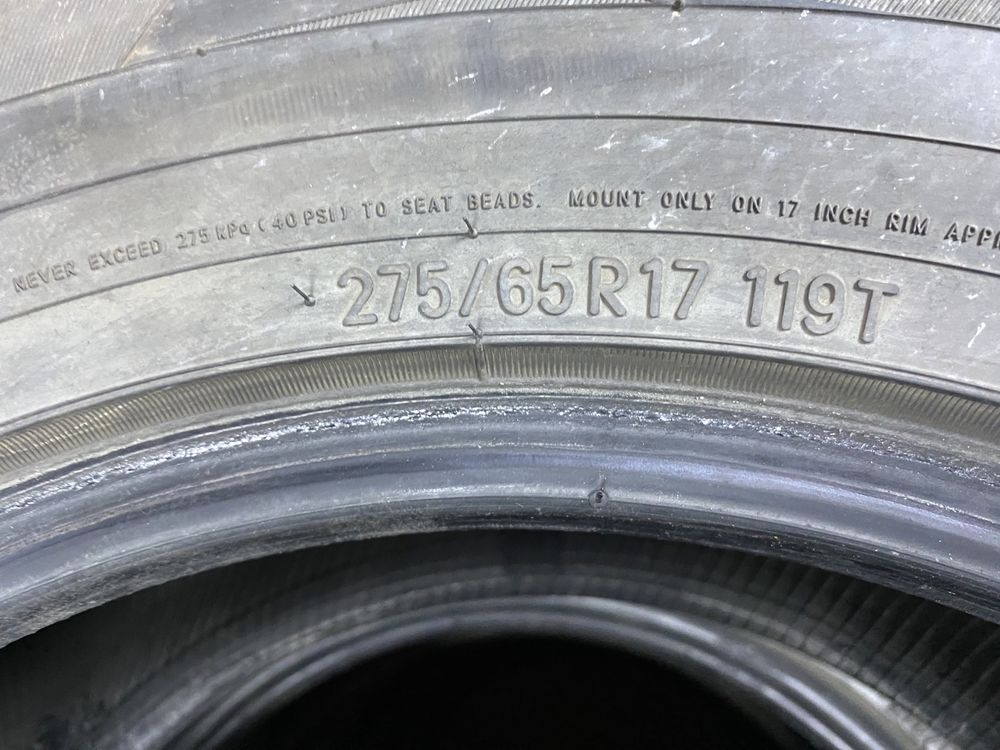 NEVER EXCEED 275 kPa (40 PSI) TO SEAT BEADS. MOUNT ONLY ON 17 INCH RIM
275/65R17 119T